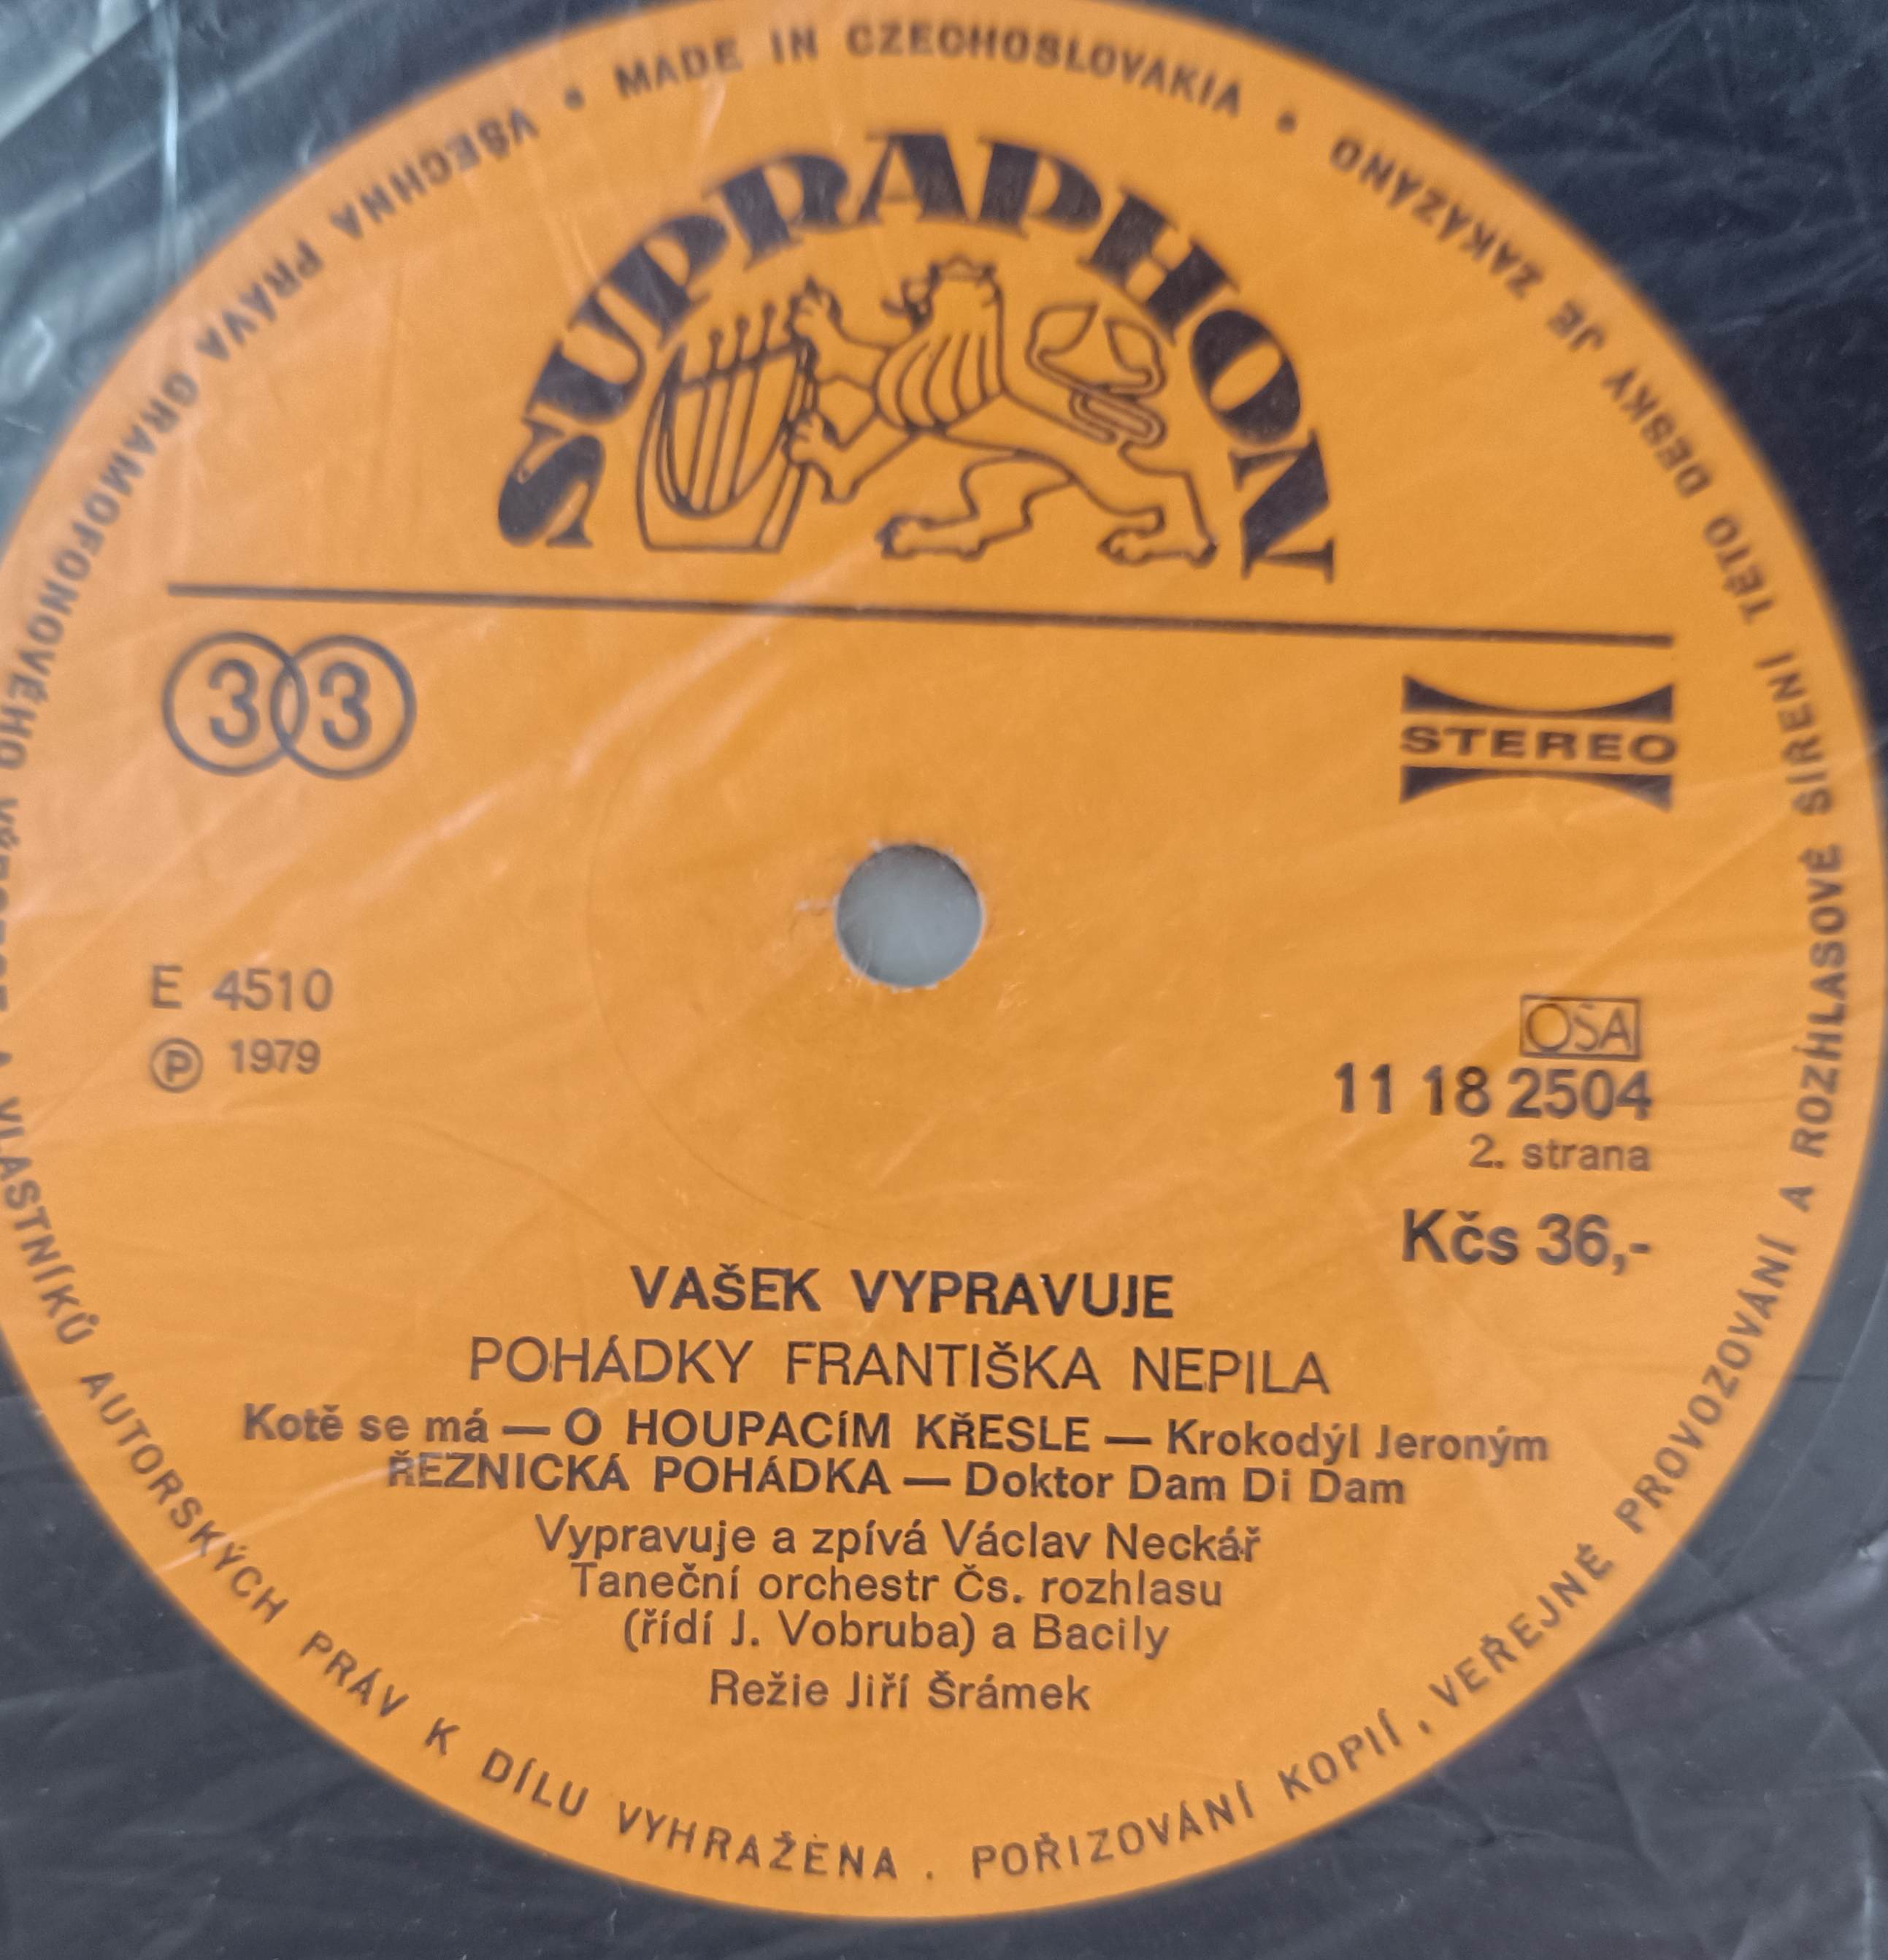 VŠECHNA PRÁVA GRAMOFONOVÉHO A VLASTNÍKŮ AUTORSKÝCH PRÁV K DÍLU VYHRAŽENA . POŘIZOVÁNÍ KOPIÍ, VEŘEJNÉ PROVOZOVÁNÍ A ROZHLASOVÉ ŠÍŘENÍ TÉTO DESKY JE ZAKÁZÁNO • MADE IN CZECHOSLOVAKIA •
SUPRAPHON
33
STEREO
E 4510
Ⓟ 1979
OSA
11 18 2504
2. strana
Kčs 36,-
VAŠEK VYPRAVUJE
POHÁDKY FRANTIŠKA NEPILA
Kotě se má — O HOUPACÍM KŘESLE — Krokodýl Jeroným
ŘEZNICKÁ POHÁDKA — Doktor Dam Di Dam
Vypravuje a zpívá Václav Neckář
Taneční orchestr Čs. rozhlasu
(řídí J. Vobruba) a Bacily
Režie Jiří Šrámek